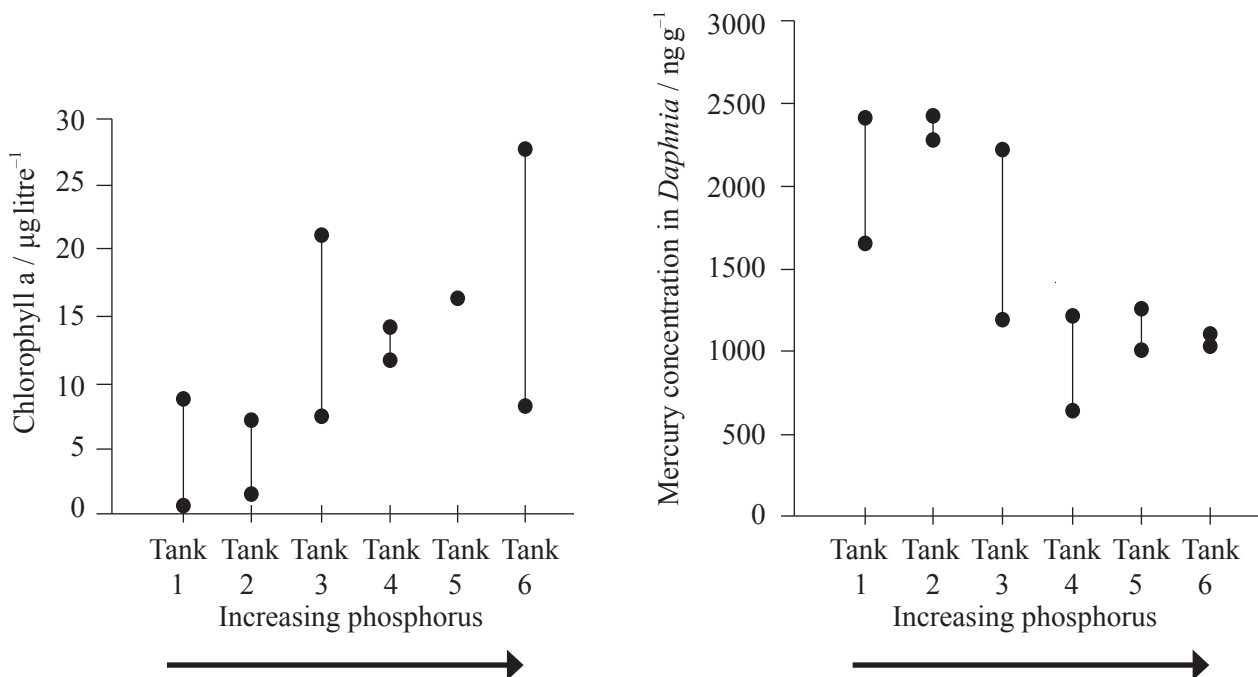 Chlorophyll a / µg litre⁻¹
30
25
20
15
10
5
0
Tank 1
Tank 2
Tank 3
Tank 4
Tank 5
Tank 6
Increasing phosphorus
Mercury concentration in Daphnia / ng g⁻¹
3000
2500
2000
1500
1000
500
0
Tank 1
Tank 2
Tank 3
Tank 4
Tank 5
Tank 6
Increasing phosphorus